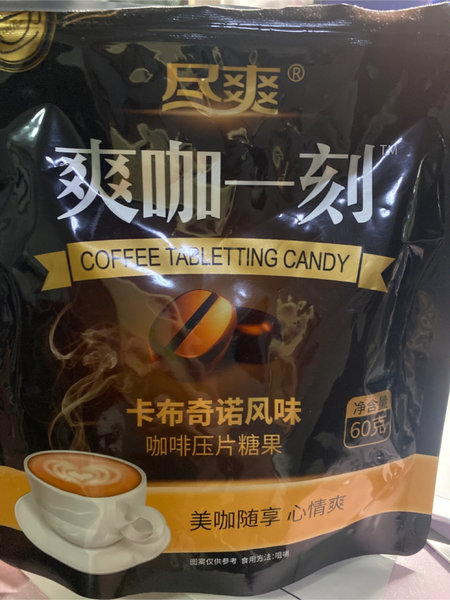 尽爽®
爽咖一刻™
COFFEE TABLETTING CANDY
卡布奇诺风味
咖啡压片糖果
净含量
60克
美咖随享 心情爽
图案仅供参考 食用方法:咀嚼